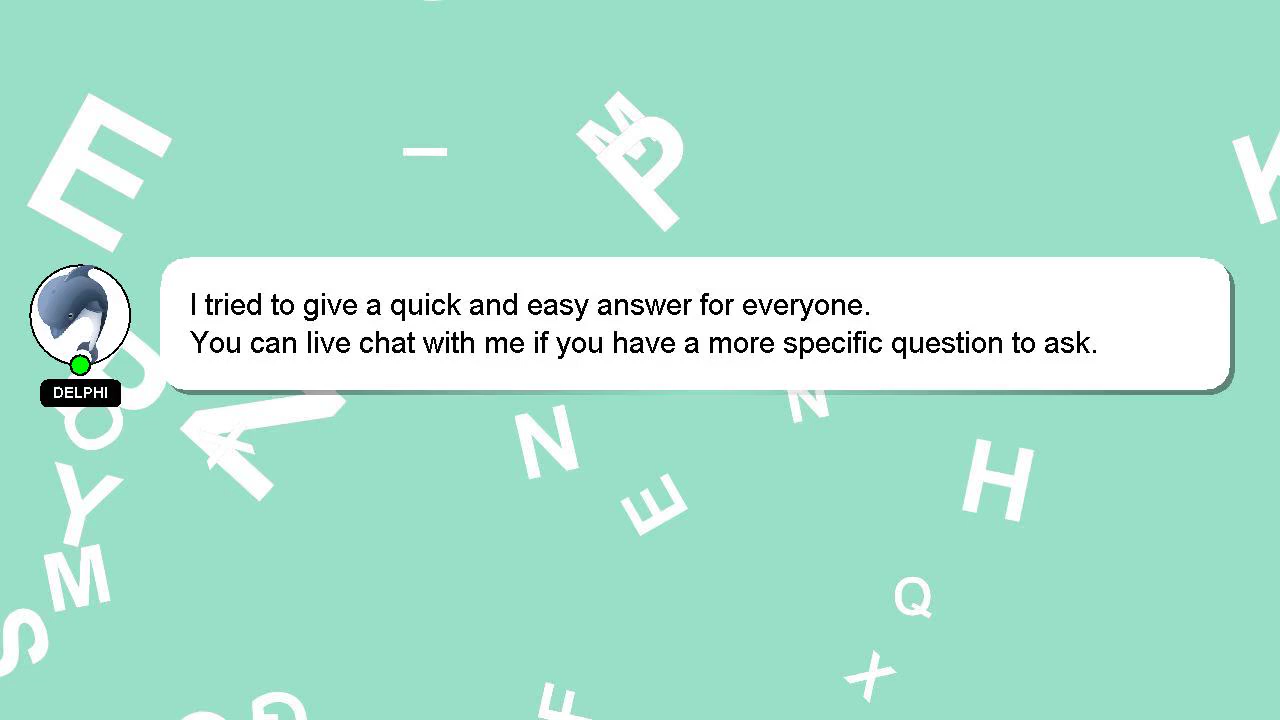 I tried to give a quick and easy answer for everyone.
You can live chat with me if you have a more specific question to ask.
DELPHI
E
M
P
K
N
N
E
H
Y
M
S
Q
X
G
F